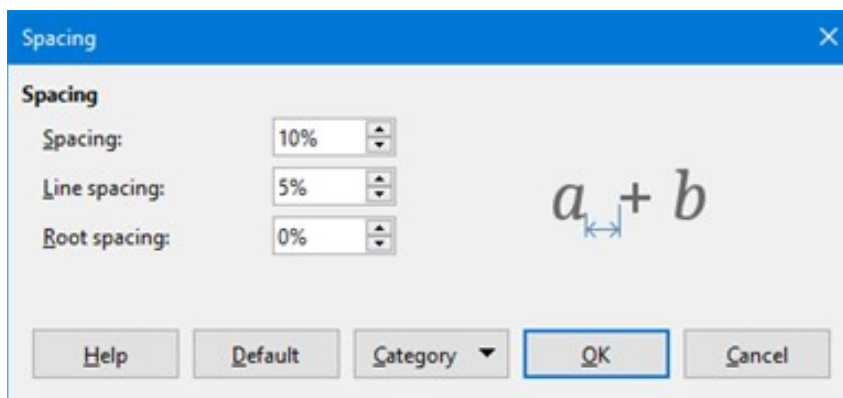 Spacing
Spacing
Spacing: 10%
Line spacing: 5%
Root spacing: 0%
a + b
Help Default Category OK Cancel